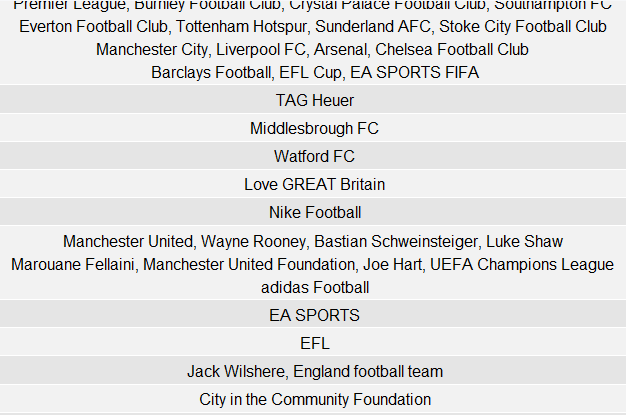 Premier League, Burnley Football Club, Crystal Palace Football Club, Southampton FC
Everton Football Club, Tottenham Hotspur, Sunderland AFC, Stoke City Football Club
Manchester City, Liverpool FC, Arsenal, Chelsea Football Club
Barclays Football, EFL Cup, EA SPORTS FIFA
TAG Heuer
Middlesbrough FC
Watford FC
Love GREAT Britain
Nike Football
Manchester United, Wayne Rooney, Bastian Schweinsteiger, Luke Shaw
Marouane Fellaini, Manchester United Foundation, Joe Hart, UEFA Champions League
adidas Football
EA SPORTS
EFL
Jack Wilshere, England football team
City in the Community Foundation